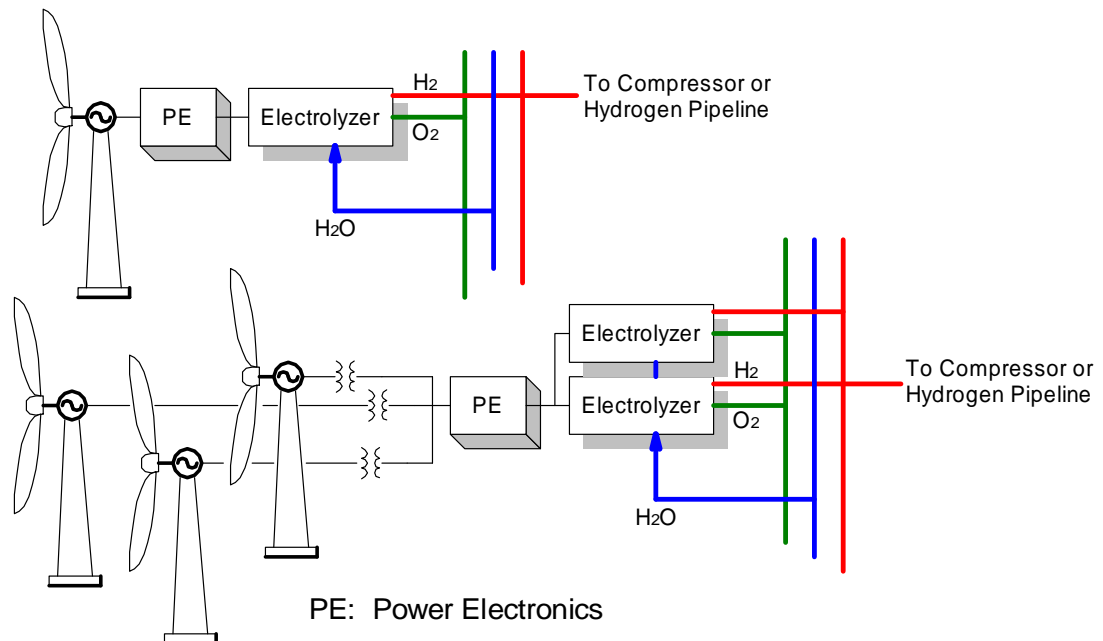 H2
To Compressor or
Hydrogen Pipeline
PE
Electrolyzer
O2
H2O
Electrolyzer
H2
To Compressor or
Hydrogen Pipeline
PE
Electrolyzer
O2
H2O
PE: Power Electronics